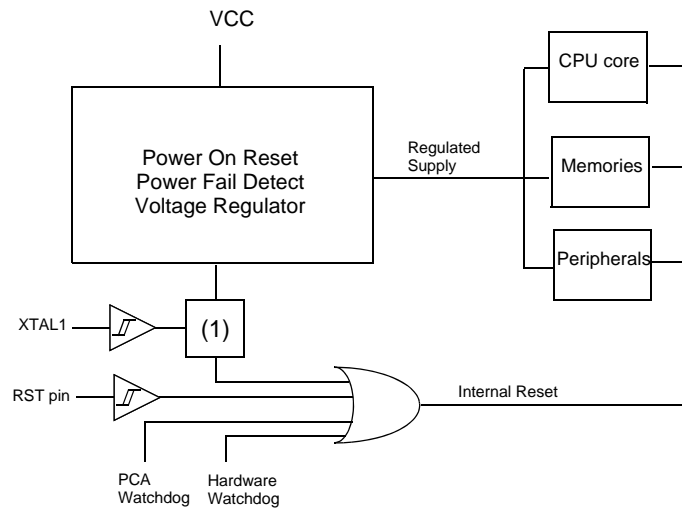 VCC
CPU core
Power On Reset
Power Fail Detect
Voltage Regulator
Regulated
Supply
Memories
Peripherals
XTAL1
(1)
RST pin
Internal Reset
PCA
Watchdog
Hardware
Watchdog